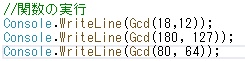 //関数の実行
Console.WriteLine(Gcd(18,12));
Console.WriteLine(Gcd(180, 127));
Console.WriteLine(Gcd(80, 64));